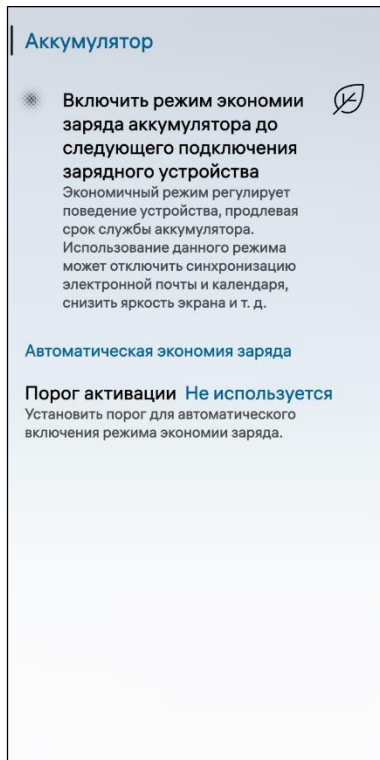 Аккумулятор
Включить режим экономии
заряда аккумулятора до
следующего подключения
зарядного устройства
Экономичный режим регулирует
поведение устройства, продлевая
срок службы аккумулятора.
Использование данного режима
может отключить синхронизацию
электронной почты и календаря,
снизить яркость экрана и т. д.
Автоматическая экономия заряда
Порог активации Не используется
Установить порог для автоматического
включения режима экономии заряда.